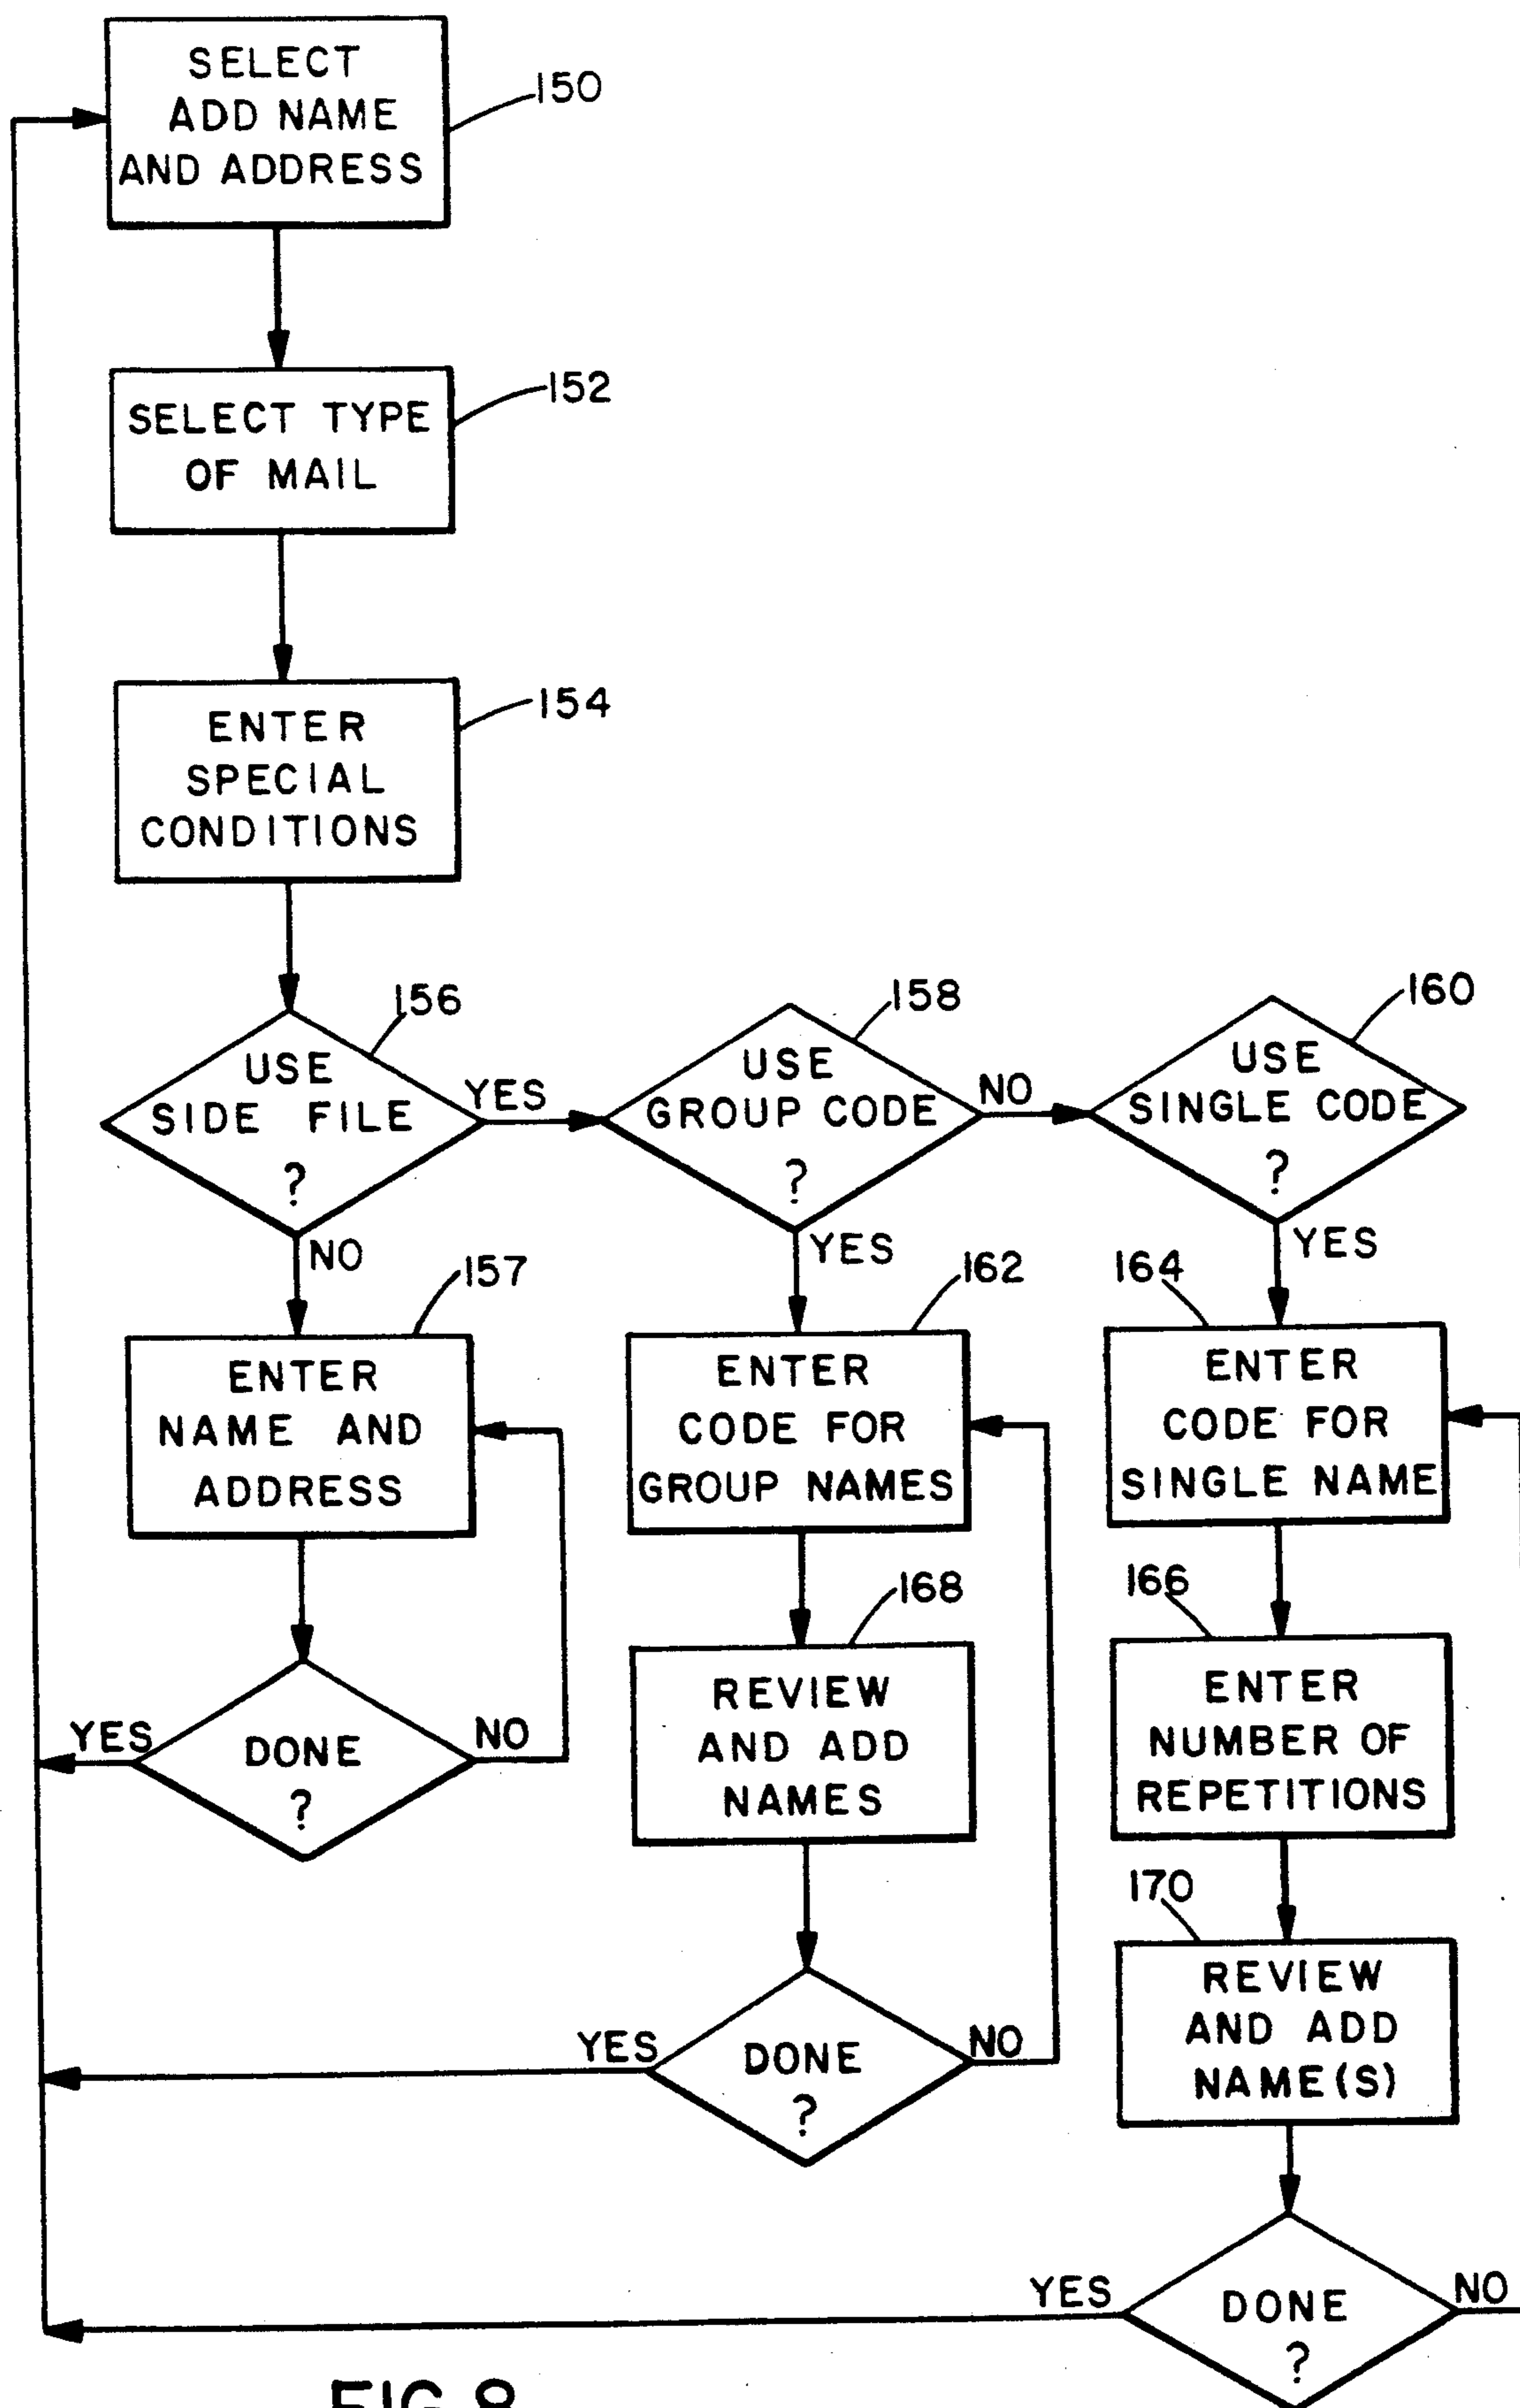 SELECT
ADD NAME
AND ADDRESS
150
SELECT TYPE
OF MAIL
152
ENTER
SPECIAL
CONDITIONS
154
USE
SIDE FILE
?
156
YES
NO
USE
GROUP CODE
?
158
NO
YES
USE
SINGLE CODE
?
160
YES
ENTER
NAME AND
ADDRESS
157
ENTER
CODE FOR
GROUP NAMES
162
ENTER
CODE FOR
SINGLE NAME
164
DONE
?
YES
NO
REVIEW
AND ADD
NAMES
168
ENTER
NUMBER OF
REPETITIONS
166
DONE
?
YES
NO
REVIEW
AND ADD
NAME(S)
170
DONE
?
YES
NO